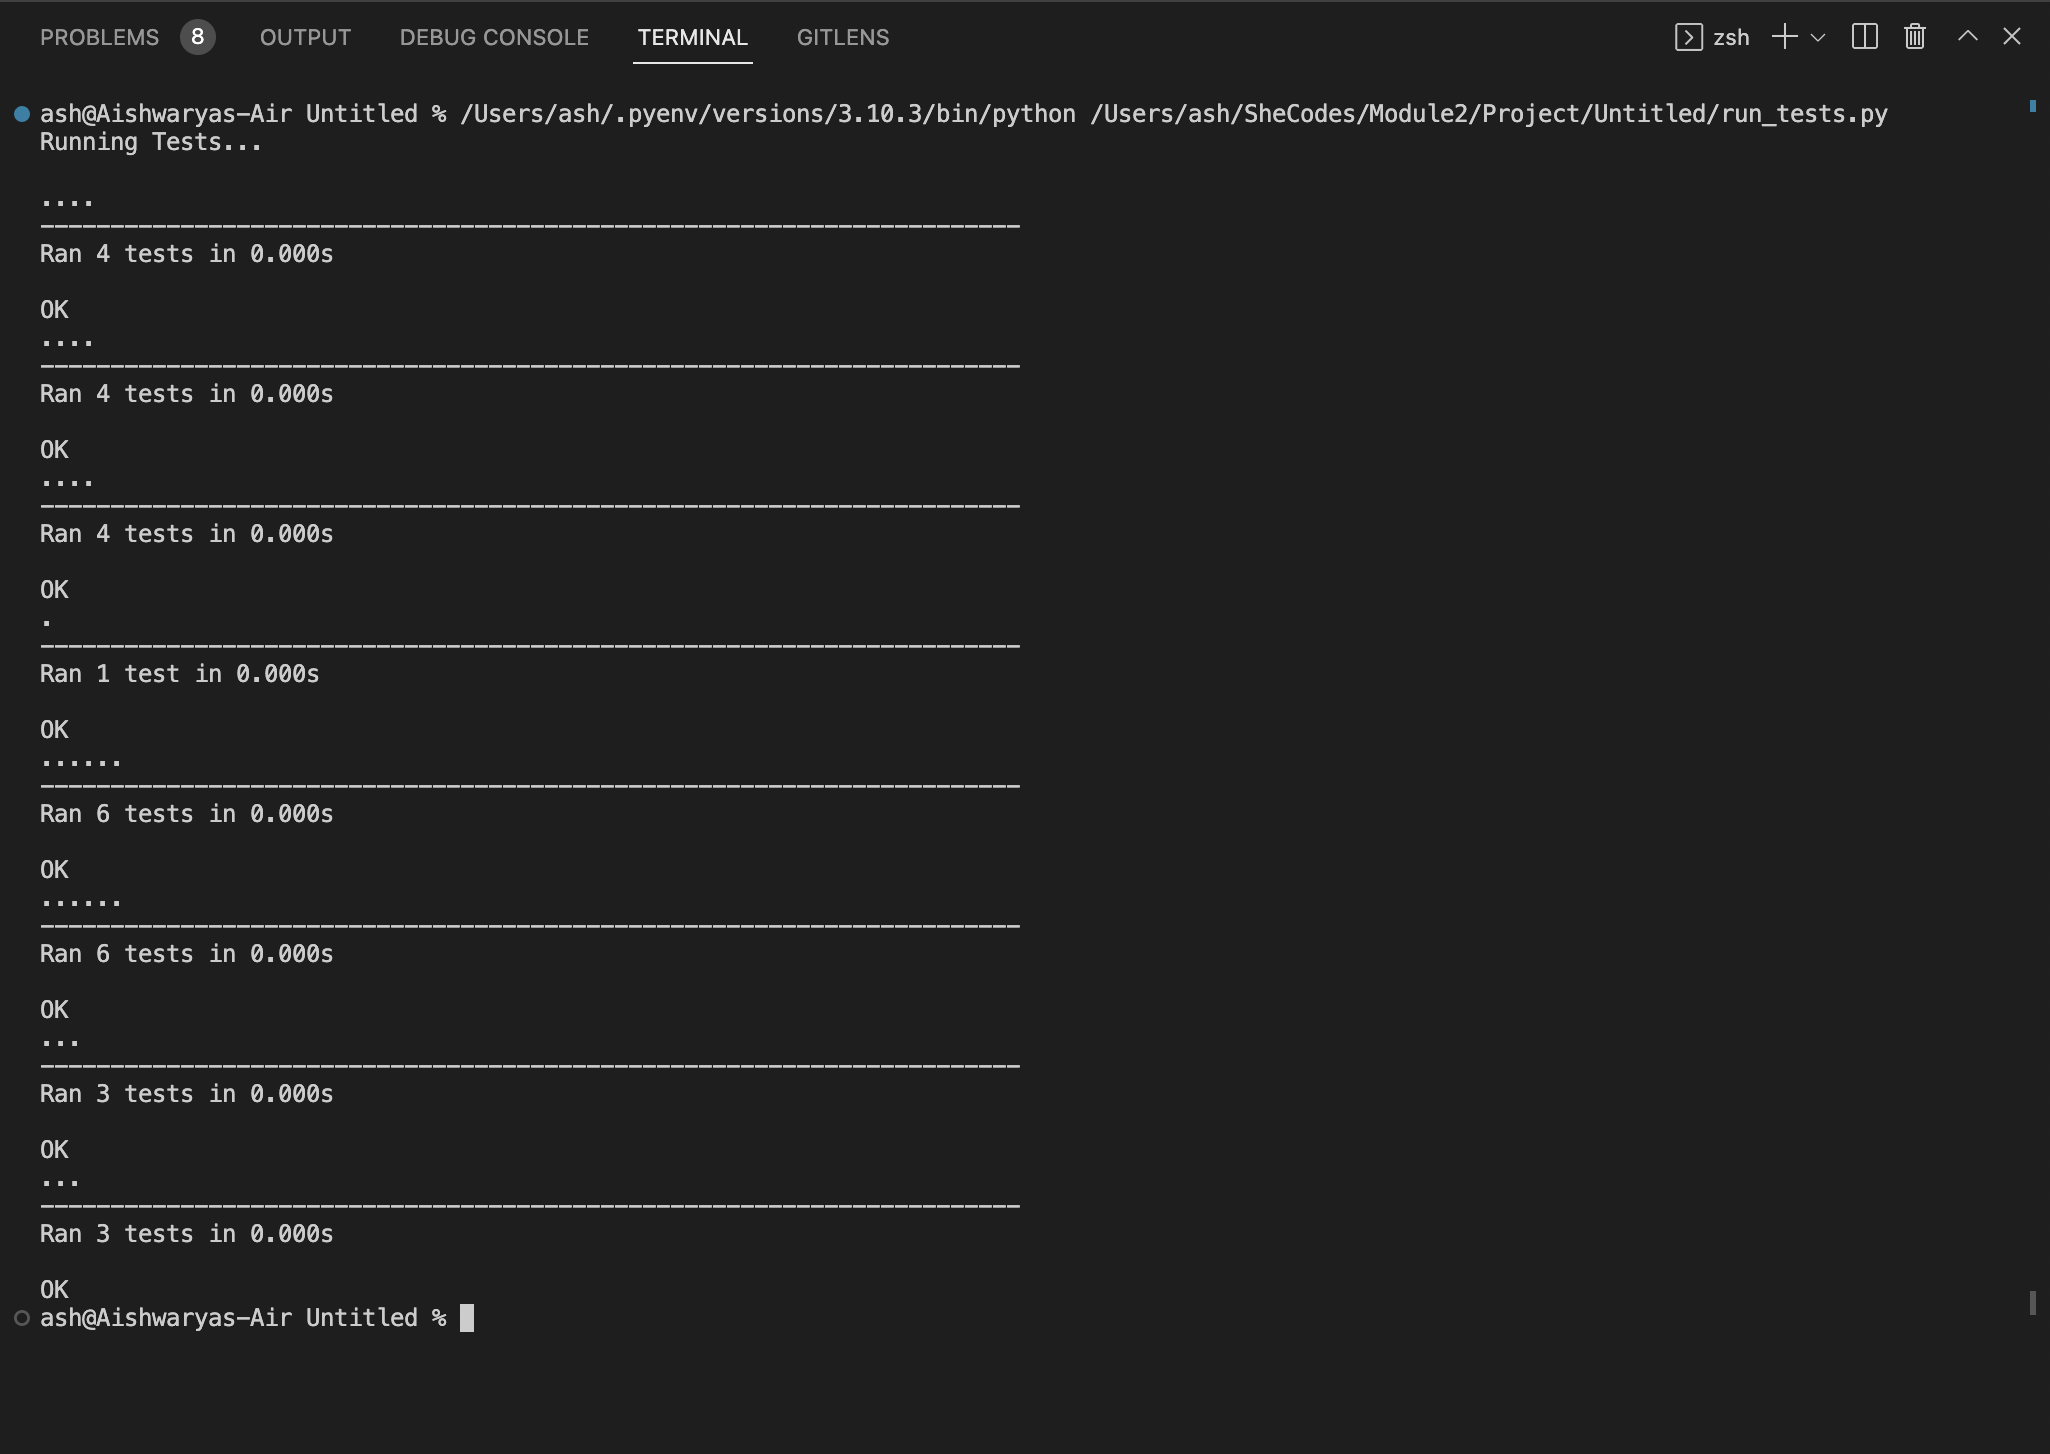 PROBLEMS 8 OUTPUT DEBUG CONSOLE TERMINAL GITLENS zsh
ash@Aishwaryas-Air Untitled % /Users/ash/.pyenv/versions/3.10.3/bin/python /Users/ash/SheCodes/Module2/Project/Untitled/run_tests.py
Running Tests...
....
----------------------------------------------------------------------
Ran 4 tests in 0.000s
OK
....
----------------------------------------------------------------------
Ran 4 tests in 0.000s
OK
....
----------------------------------------------------------------------
Ran 4 tests in 0.000s
OK
.
----------------------------------------------------------------------
Ran 1 test in 0.000s
OK
......
----------------------------------------------------------------------
Ran 6 tests in 0.000s
OK
......
----------------------------------------------------------------------
Ran 6 tests in 0.000s
OK
...
----------------------------------------------------------------------
Ran 3 tests in 0.000s
OK
...
----------------------------------------------------------------------
Ran 3 tests in 0.000s
OK
ash@Aishwaryas-Air Untitled %